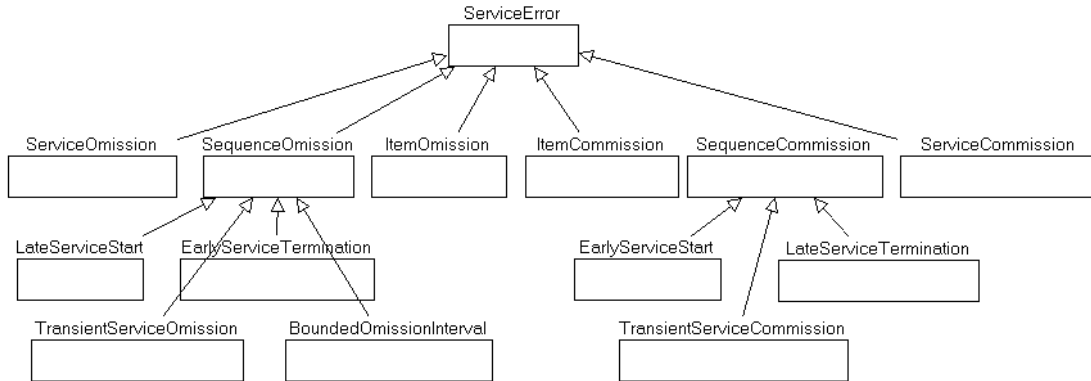 ServiceError
ServiceOmission SequenceOmission ItemOmission ItemCommission SequenceCommission ServiceCommission
LateServiceStart EarlyServiceTermination EarlyServiceStart LateServiceTermination
TransientServiceOmission BoundedOmissionInterval TransientServiceCommission